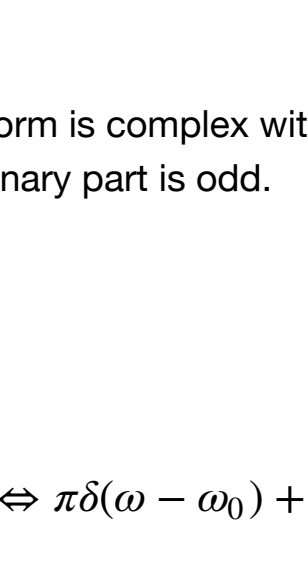 orm is complex wit
nary part is odd.
⇔ πδ(ω − ω₀) +